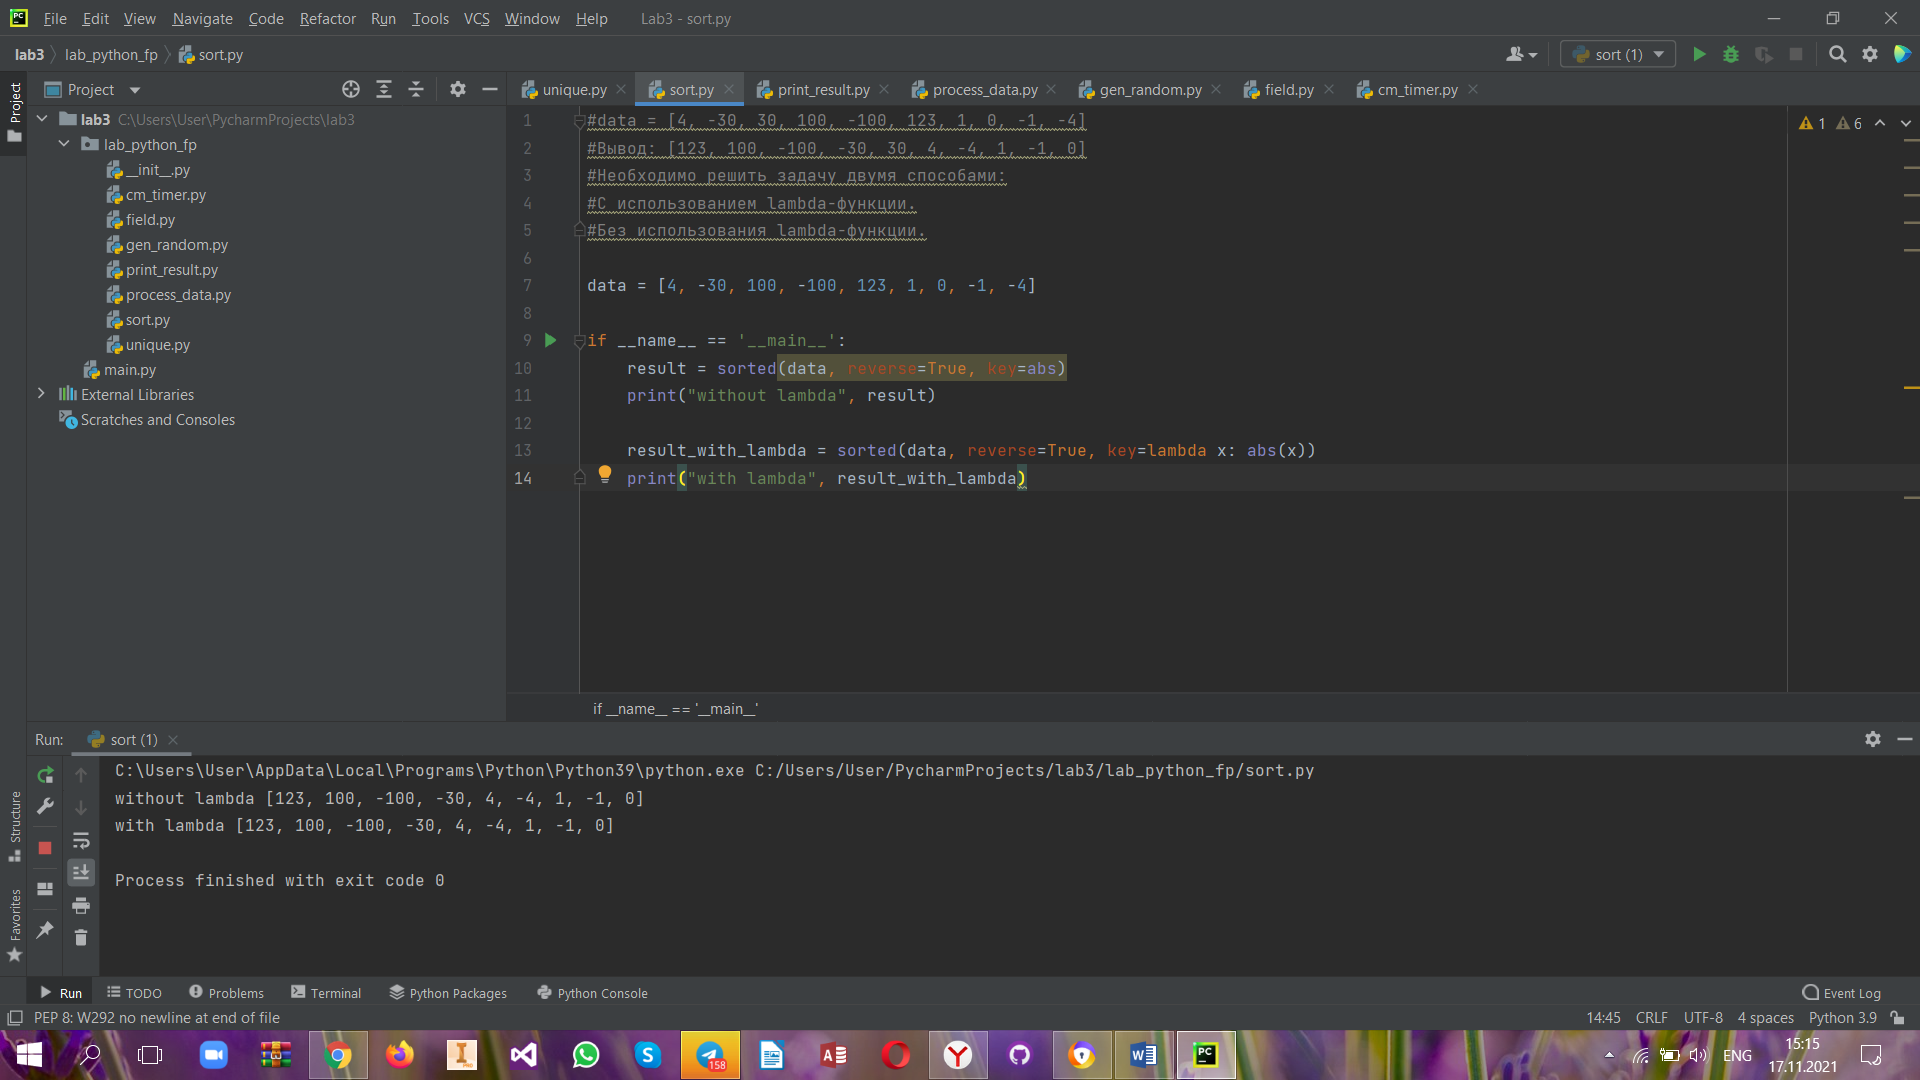 File Edit View Navigate Code Refactor Run Tools VCS Window Help Lab3 - sort.py
lab3 lab_python_fp sort.py
sort (1)
Project
Project
unique.py sort.py print_result.py process_data.py gen_random.py field.py cm_timer.py
lab3 C:\Users\User\PycharmProjects\lab3
lab_python_fp
__init__.py
cm_timer.py
field.py
gen_random.py
print_result.py
process_data.py
sort.py
unique.py
main.py
External Libraries
Scratches and Consoles
1 #data = [4, -30, 30, 100, -100, 123, 1, 0, -1, -4]
2 #Вывод: [123, 100, -100, -30, 30, 4, -4, 1, -1, 0]
3 #Необходимо решить задачу двумя способами:
4 #С использованием lambda-функции.
5 #Без использования lambda-функции.
6
7 data = [4, -30, 100, -100, 123, 1, 0, -1, -4]
8
9 if __name__ == '__main__':
10 result = sorted(data, reverse=True, key=abs)
11 print("without lambda", result)
12
13 result_with_lambda = sorted(data, reverse=True, key=lambda x: abs(x))
14 print("with lambda", result_with_lambda)
1 6
if __name__ == '__main__'
Run: sort (1)
C:\Users\User\AppData\Local\Programs\Python\Python39\python.exe C:/Users/User/PycharmProjects/lab3/lab_python_fp/sort.py
without lambda [123, 100, -100, -30, 4, -4, 1, -1, 0]
with lambda [123, 100, -100, -30, 4, -4, 1, -1, 0]
Process finished with exit code 0
Structure
Favorites
Run TODO Problems Terminal Python Packages Python Console Event Log
PEP 8: W292 no newline at end of file 14:45 CRLF UTF-8 4 spaces Python 3.9
158
ENG
15:15
17.11.2021